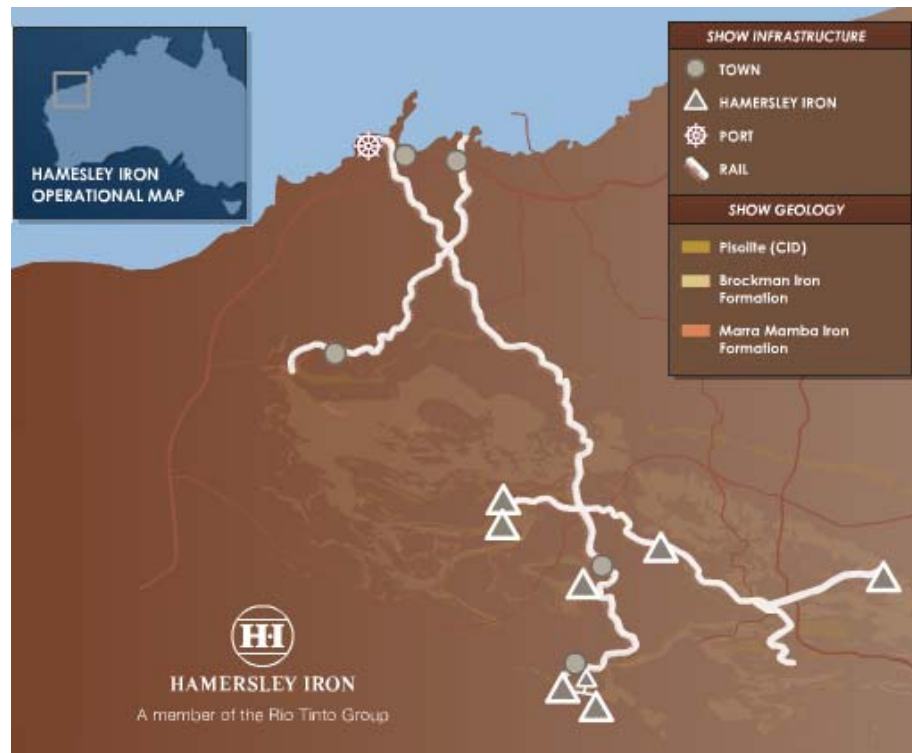 HAMESLEY IRON
OPERATIONAL MAP
SHOW INFRASTRUCTURE
TOWN
HAMERSLEY IRON
PORT
RAIL
SHOW GEOLOGY
Pisolite (CID)
Brockman Iron
Formation
Marra Mamba Iron
Formation
H·I
HAMERSLEY IRON
A member of the Rio Tinto Group